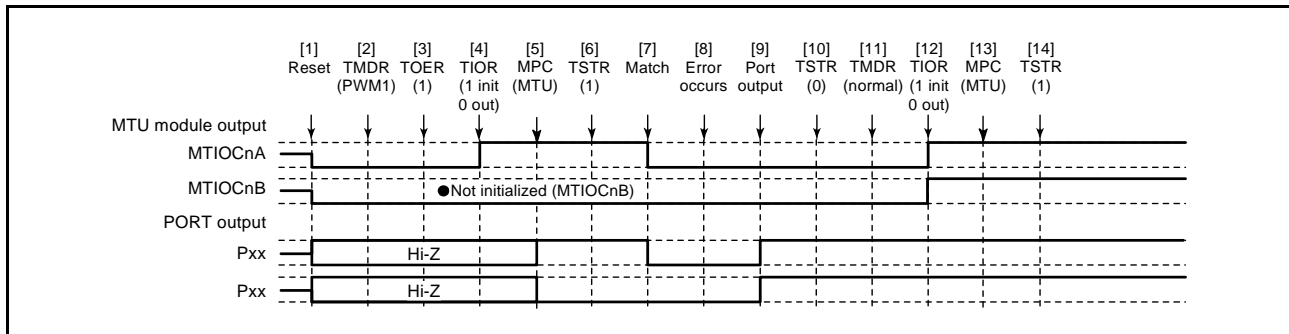 [1] [2] [3] [4] [5] [6] [7] [8] [9] [10] [11] [12] [13] [14]
Reset TMDR TOER TIOR MPC TSTR Match Error Port TSTR TMDR TIOR MPC TSTR
(PWM1) (1) (1 init (MTU) (1) occurs output (0) (normal) (1 init (MTU) (1)
0 out) 0 out)
MTU module output
MTIOCnA
MTIOCnB ●Not initialized (MTIOCnB)
PORT output
Pxx Hi-Z
Pxx Hi-Z